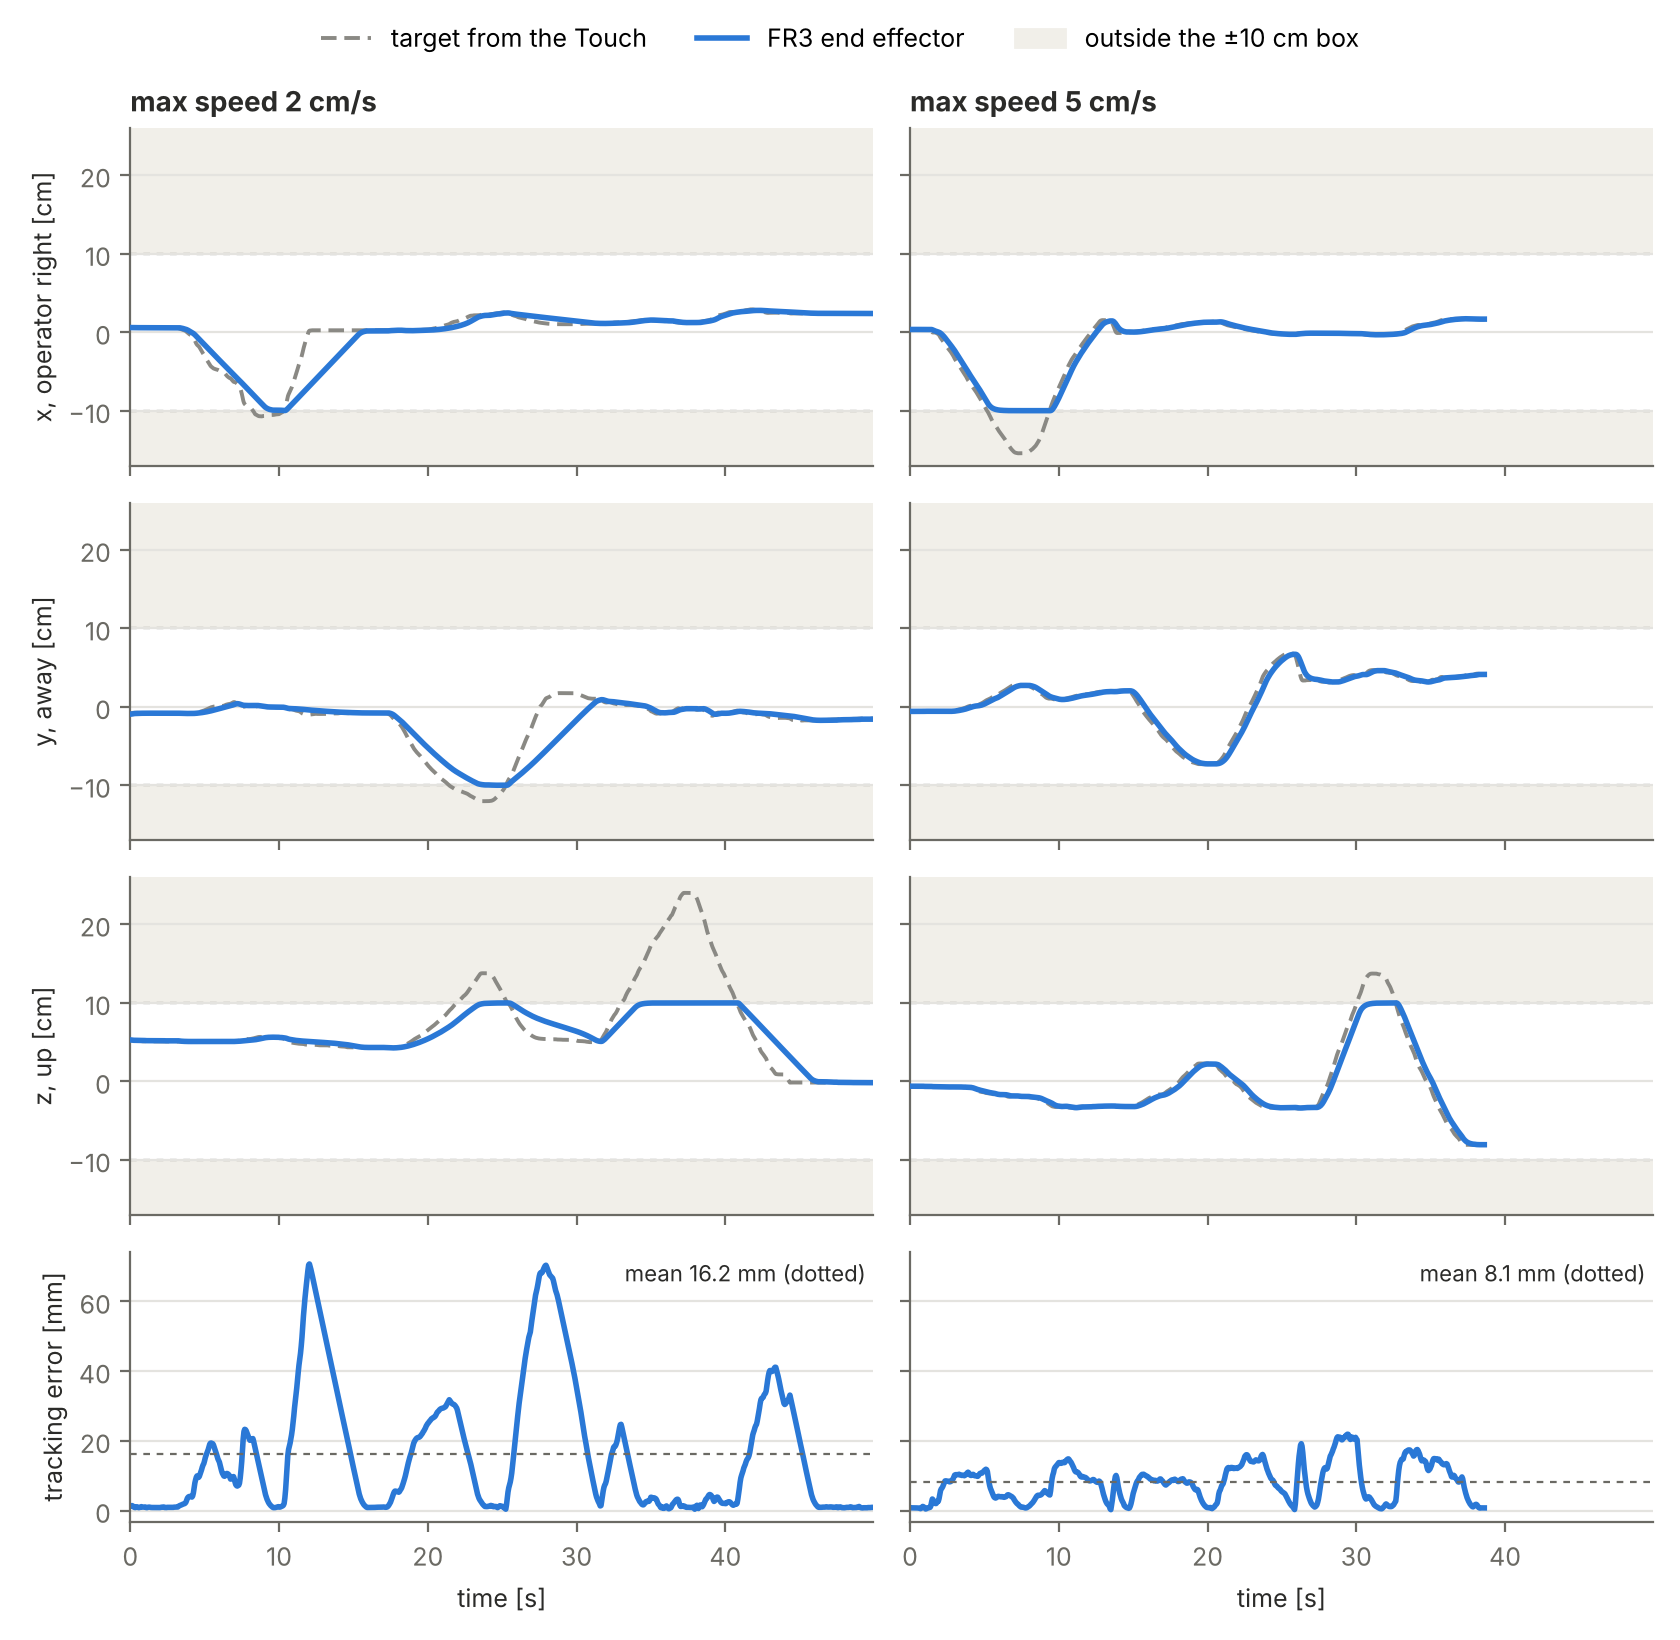 target from the Touch
FR3 end effector
outside the ±10 cm box
max speed 2 cm/s
max speed 5 cm/s
x, operator right [cm]
20
10
0
−10
y, away [cm]
20
10
0
−10
z, up [cm]
20
10
0
−10
tracking error [mm]
60
40
20
0
mean 16.2 mm (dotted)
mean 8.1 mm (dotted)
0 10 20 30 40
0 10 20 30 40
time [s]
time [s]